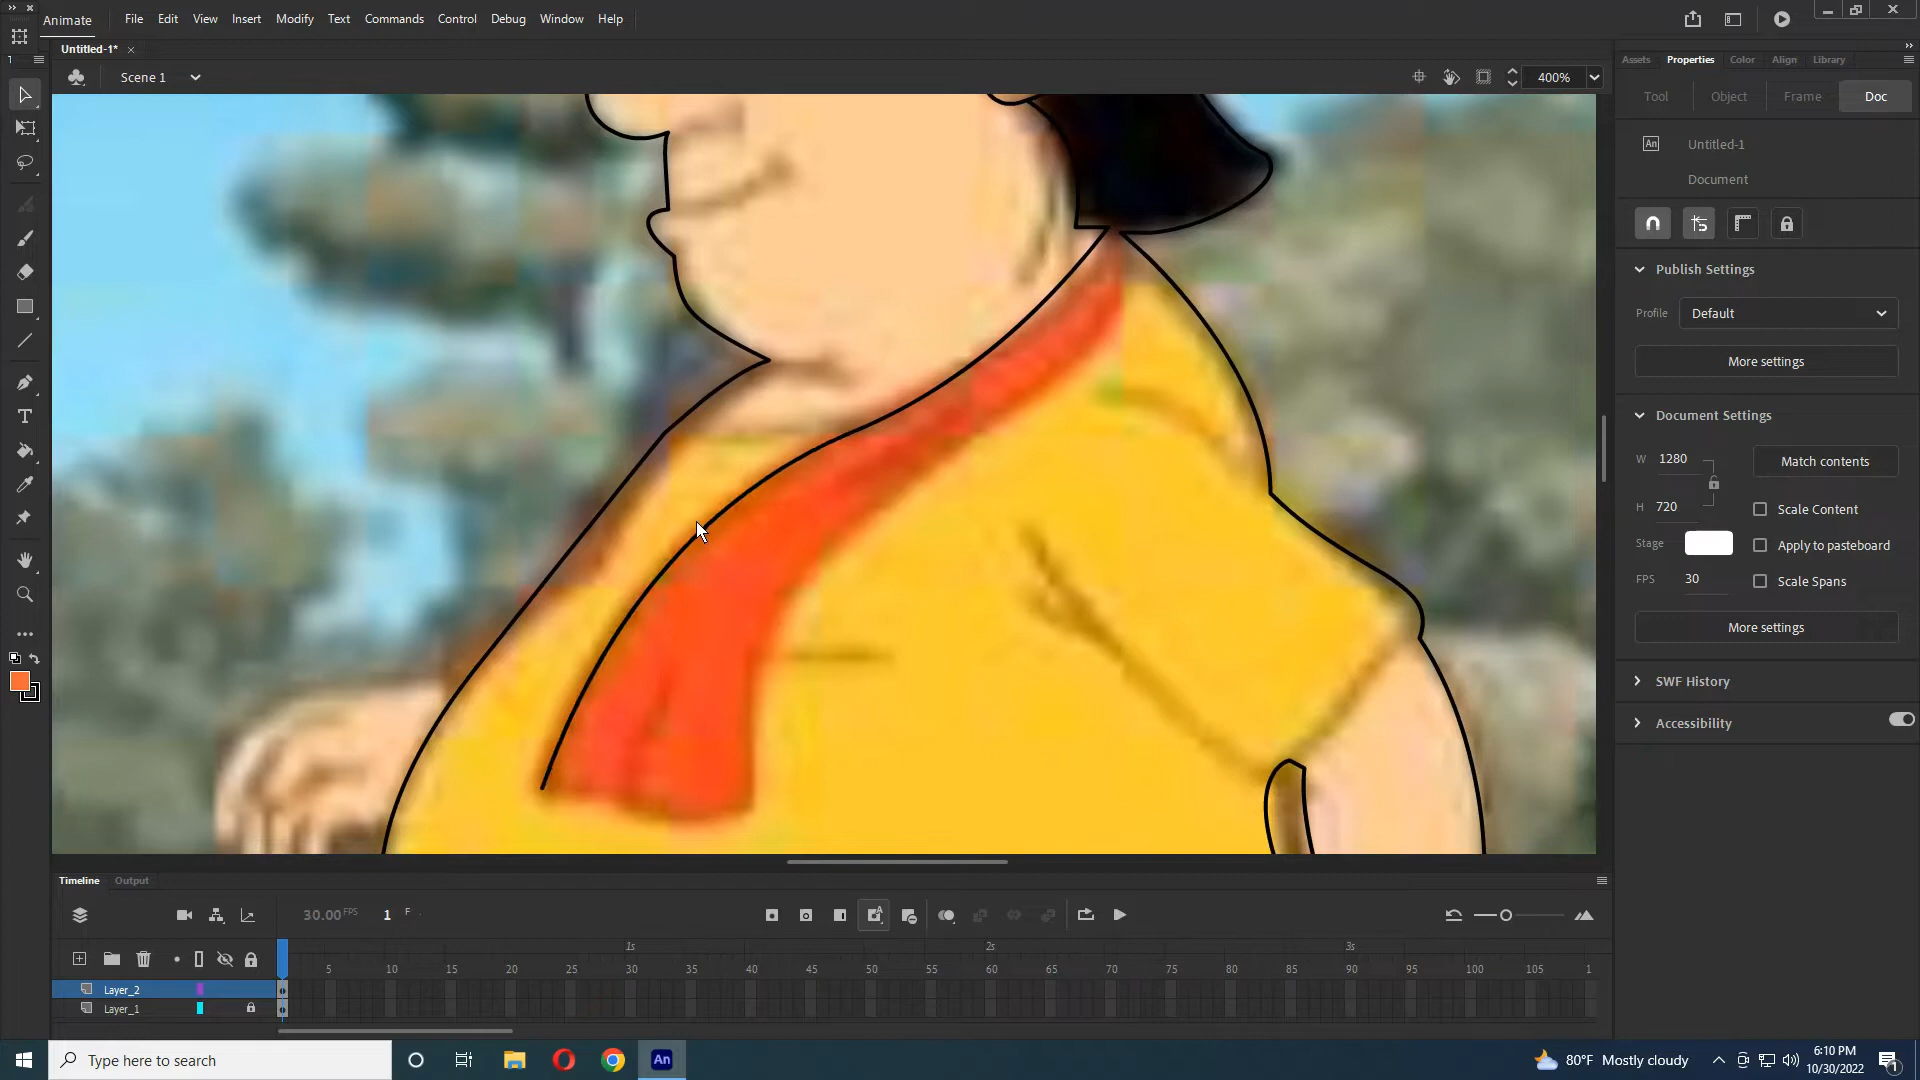 Animate File Edit View Insert Modify Text Commands Control Debug Window Help
Untitled-1*
Scene 1
400%
Assets Properties Color Align Library
Tool Object Frame Doc
An Untitled-1
Document
Publish Settings
Profile Default
More settings
Document Settings
W 1280 Match contents
H 720 Scale Content
Stage Apply to pasteboard
FPS 30 Scale Spans
More settings
SWF History
Accessibility
Timeline Output
30.00 FPS 1 F
1s 2s 3s
5 10 15 20 25 30 35 40 45 50 55 60 65 70 75 80 85 90 95 100 105 1
Layer_2
Layer_1
Type here to search
An
80°F Mostly cloudy
6:10 PM
10/30/2022
1